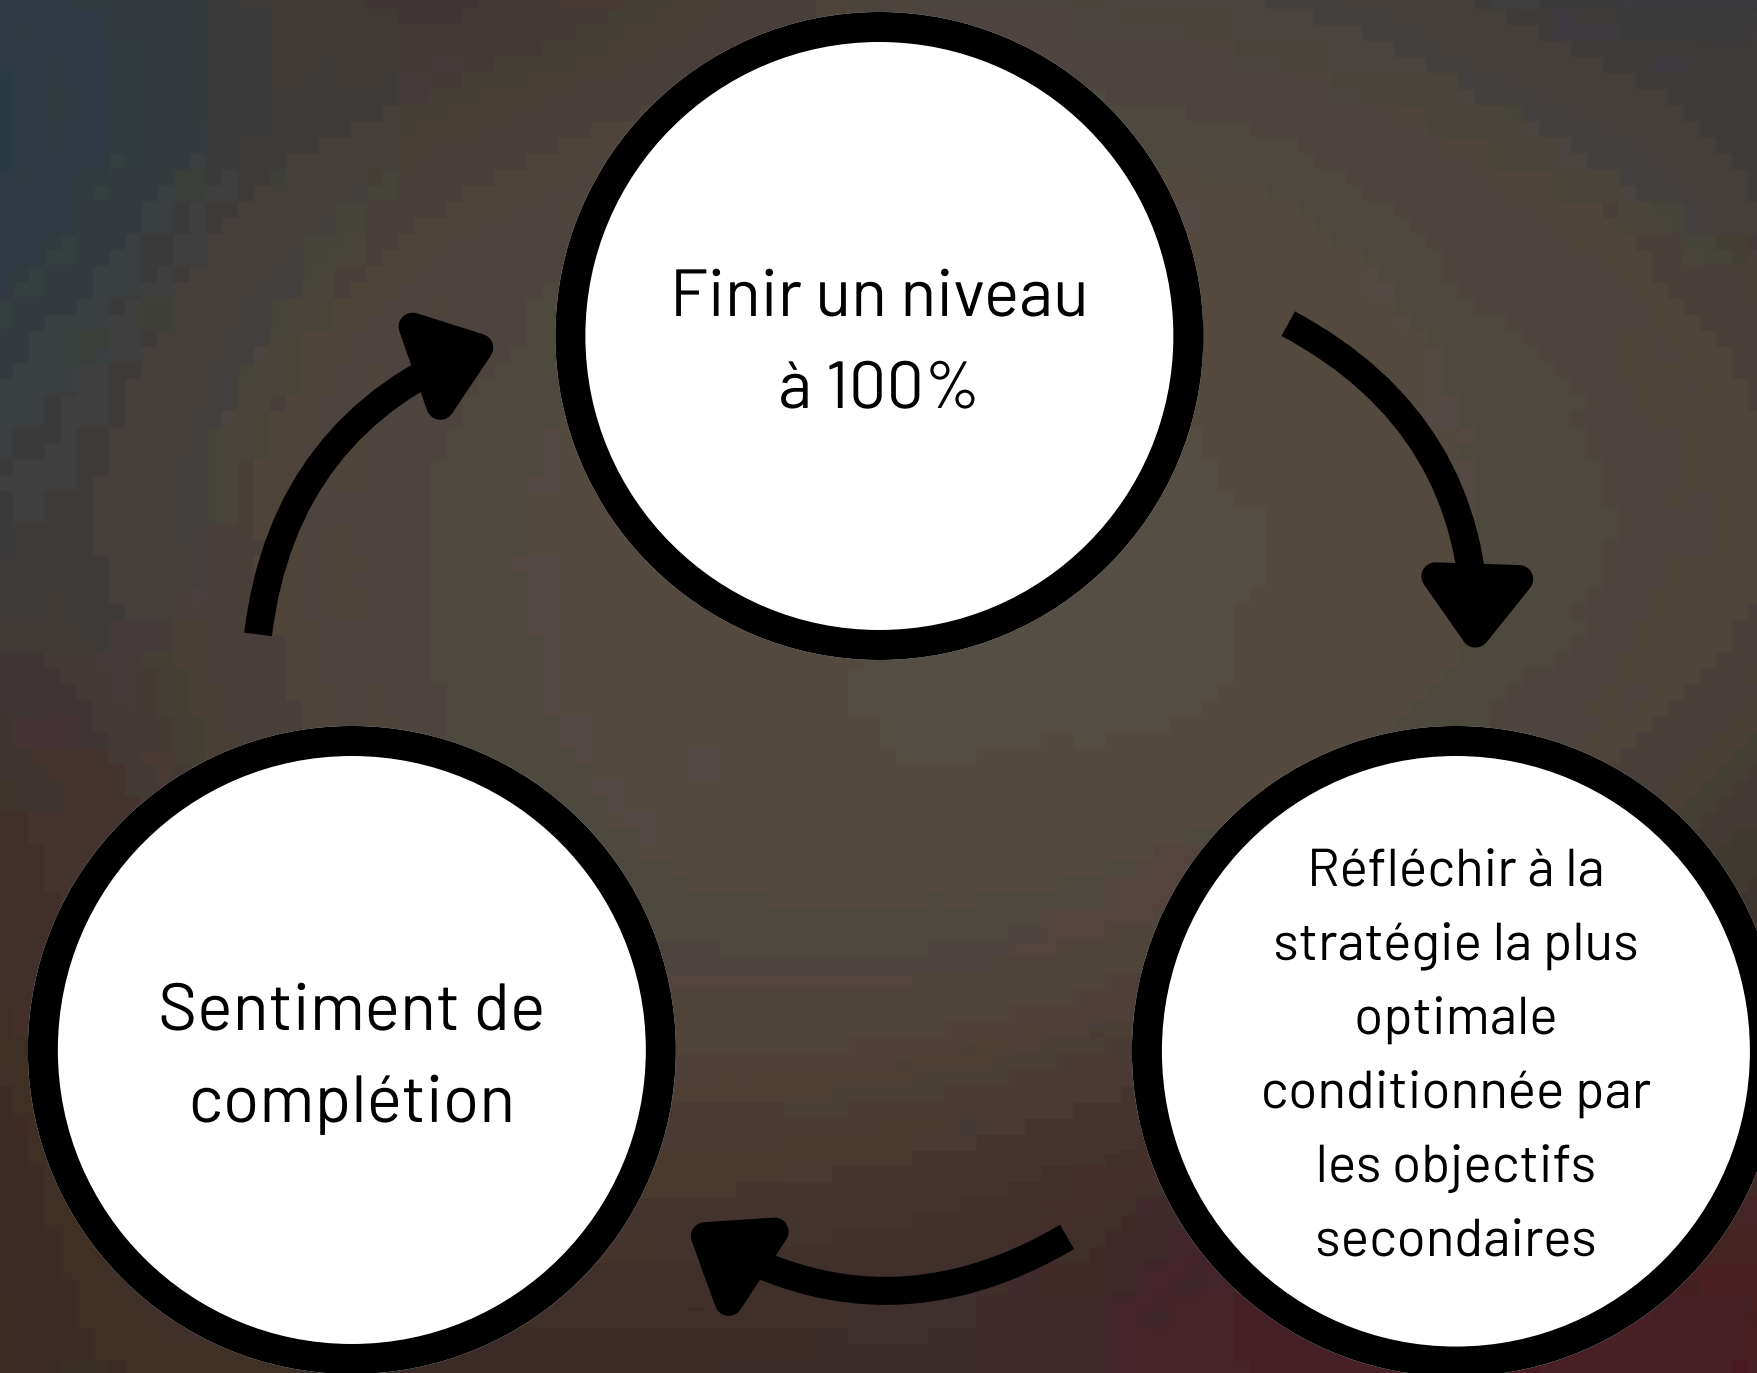 Finir un niveau
à 100%
Réfléchir à la
stratégie la plus
optimale
conditionnée par
les objectifs
secondaires
Sentiment de
complétion